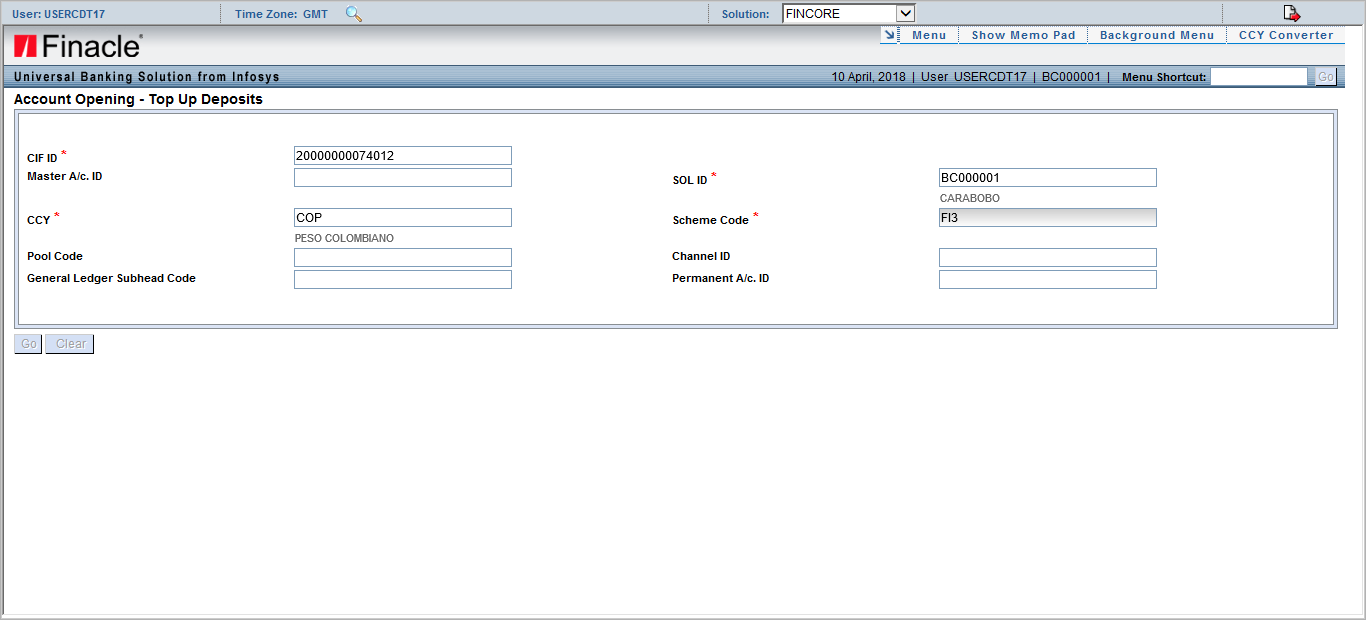 User: USERCDT17 Time Zone: GMT Solution: FINCORE
Finacle
Menu Show Memo Pad Background Menu CCY Converter
Universal Banking Solution from Infosys 10 April, 2018 | User USERCDT17 | BC000001 | Menu Shortcut: Go
Account Opening - Top Up Deposits
CIF ID * 20000000074012
Master A/c. ID SOL ID * BC000001
CARABOBO
CCY * COP Scheme Code * FI3
PESO COLOMBIANO
Pool Code Channel ID
General Ledger Subhead Code Permanent A/c. ID
Go Clear